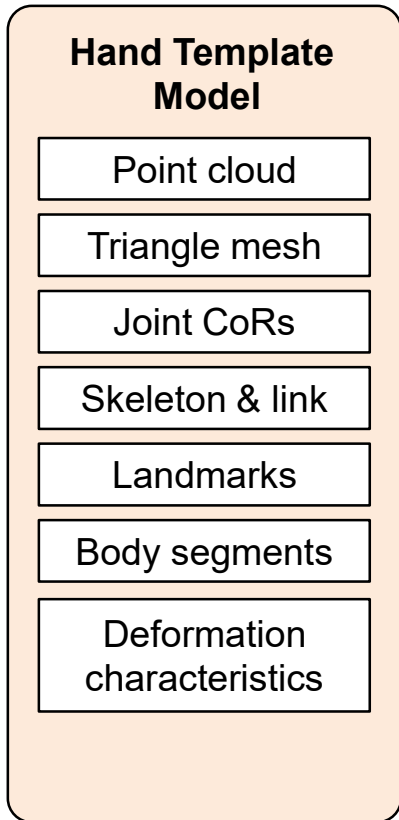 Hand Template
Model
Point cloud
Triangle mesh
Joint CoRs
Skeleton & link
Landmarks
Body segments
Deformation
characteristics